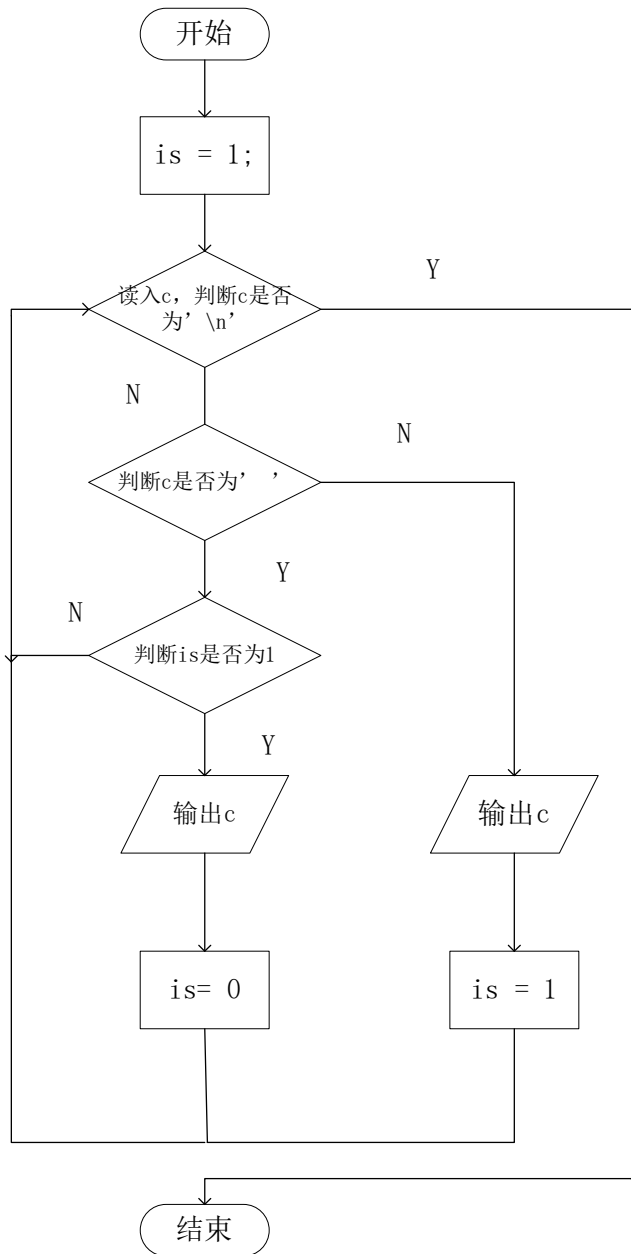 开始
is = 1;
读入c，判断c是否
为’\n’
Y
N
判断c是否为’ ’
N
Y
N
判断is是否为1
Y
输出c
输出c
is= 0
is = 1
结束